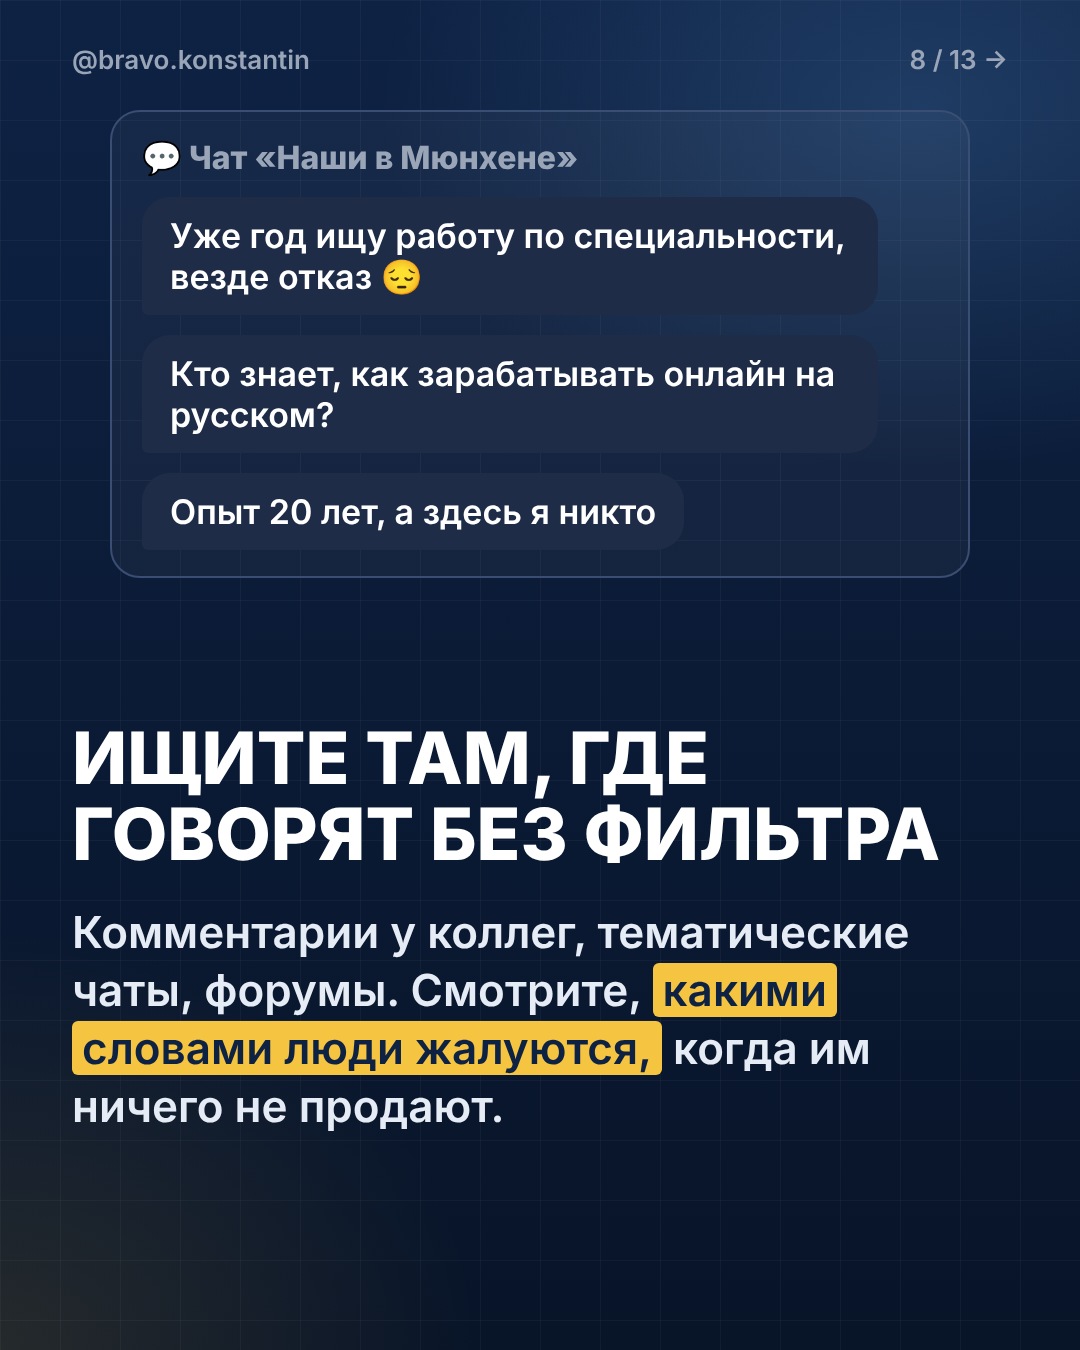 @bravo.konstantin
8 / 13 →
💬 Чат «Наши в Мюнхене»
Уже год ищу работу по специальности,
везде отказ 😔
Кто знает, как зарабатывать онлайн на
русском?
Опыт 20 лет, а здесь я никто
ИЩИТЕ ТАМ, ГДЕ
ГОВОРЯТ БЕЗ ФИЛЬТРА
Комментарии у коллег, тематические
чаты, форумы. Смотрите, какими
словами люди жалуются, когда им
ничего не продают.